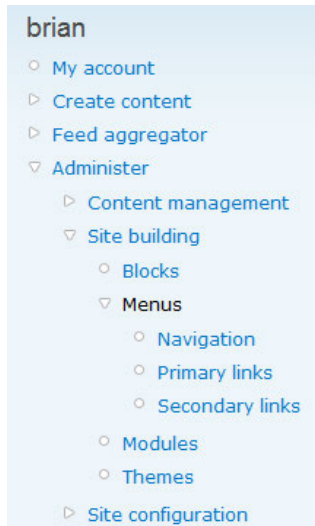 brian
My account
Create content
Feed aggregator
Administer
Content management
Site building
Blocks
Menus
Navigation
Primary links
Secondary links
Modules
Themes
Site configuration